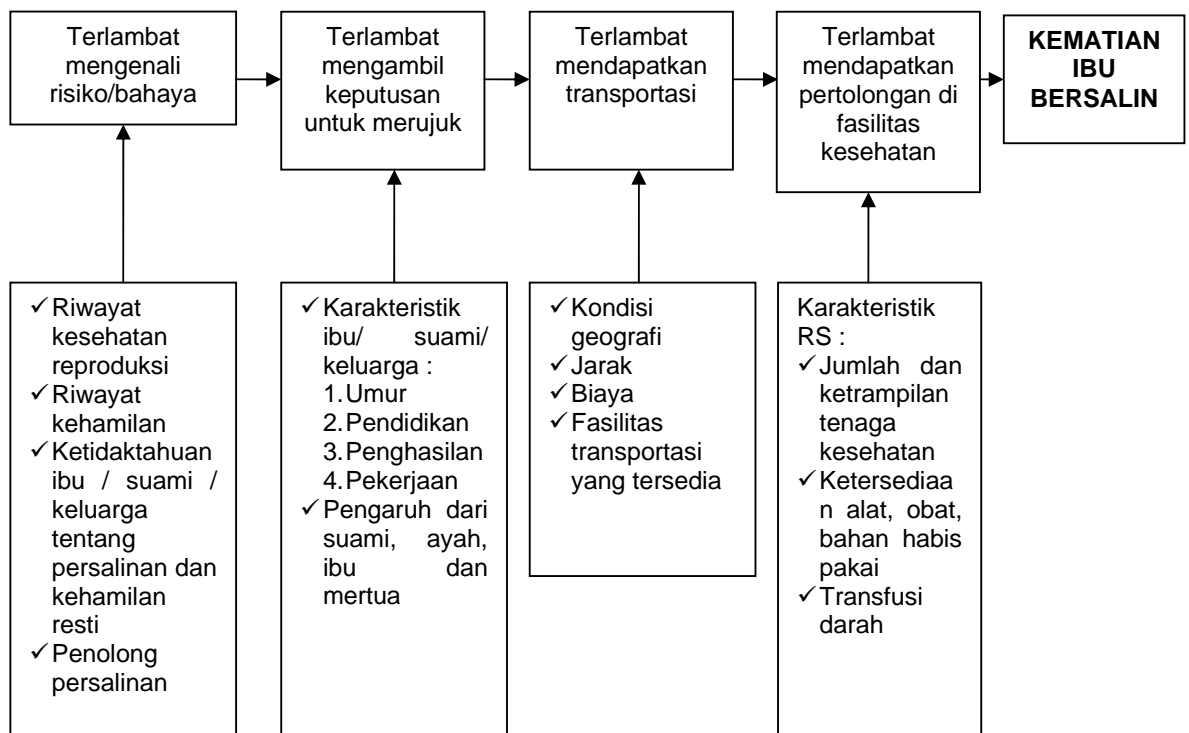 Terlambat
mengenali
risiko/bahaya
Terlambat
mengambil
keputusan
untuk merujuk
Terlambat
mendapatkan
transportasi
Terlambat
mendapatkan
pertolongan di
fasilitas
kesehatan
KEMATIAN
IBU
BERSALIN
✓ Riwayat
kesehatan
reproduksi
✓ Riwayat
kehamilan
✓ Ketidaktahuan
ibu / suami /
keluarga
tentang
persalinan dan
kehamilan
resti
✓ Penolong
persalinan
✓ Karakteristik
ibu/ suami/
keluarga :
1. Umur
2. Pendidikan
3. Penghasilan
4. Pekerjaan
✓ Pengaruh dari
suami, ayah,
ibu dan
mertua
✓ Kondisi
geografi
✓ Jarak
✓ Biaya
✓ Fasilitas
transportasi
yang tersedia
Karakteristik
RS :
✓ Jumlah dan
ketrampilan
tenaga
kesehatan
✓ Ketersediaa
n alat, obat,
bahan habis
pakai
✓ Transfusi
darah